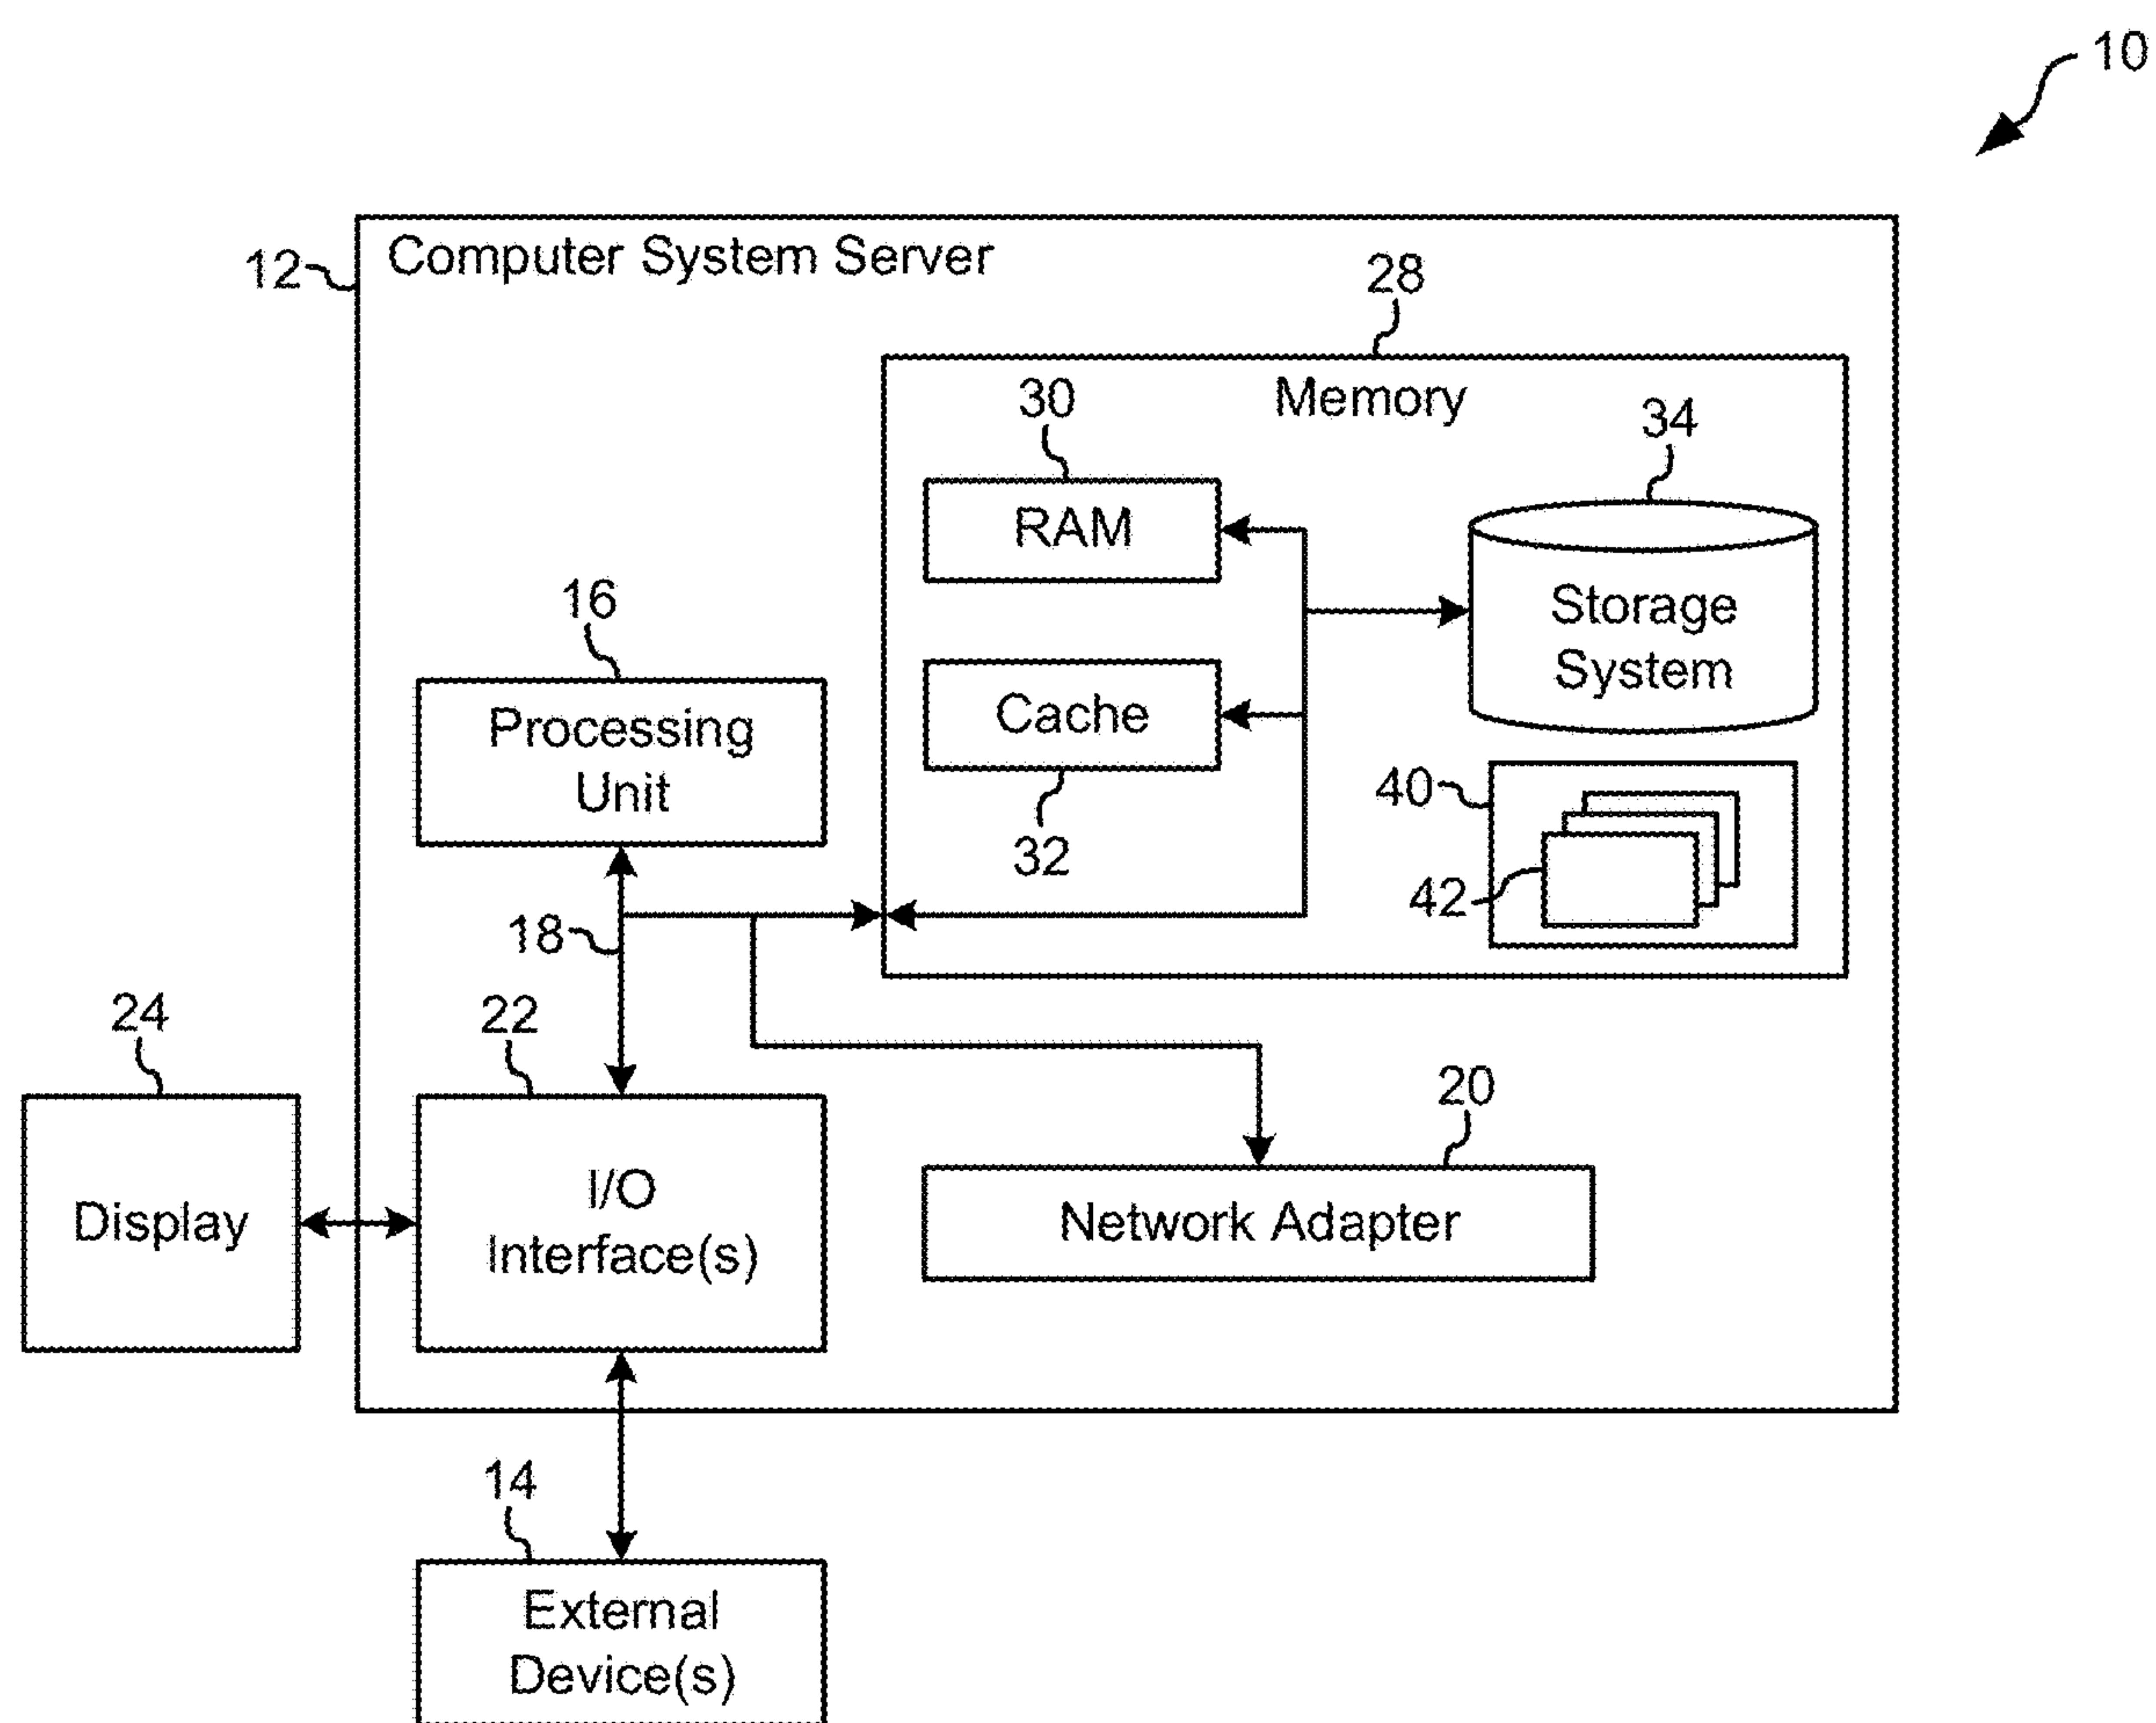 10
12
Computer System Server
28
Memory
30
34
RAM
Storage
System
16
Processing
Unit
Cache
32
40
42
18
24
22
20
Display
I/O
Interface(s)
Network Adapter
14
External
Device(s)